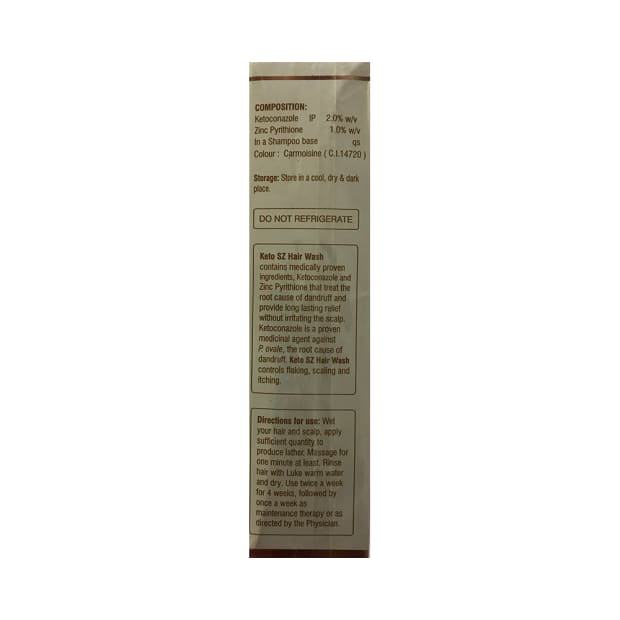 COMPOSITION:
Ketoconazole IP 2.0% w/v
Zinc Pyrithione 1.0% w/v
In a Shampoo base qs
Colour : Carmoisine ( C.I.14720 )
Storage: Store in a cool, dry & dark
place.
DO NOT REFRIGERATE
Keto SZ Hair Wash
contains medically proven
ingredients, Ketoconazole and
Zinc Pyrithione that treat the
root cause of dandruff and
provide long lasting relief
without irritating the scalp.
Ketoconazole is a proven
medicinal agent against
P. ovale, the root cause of
dandruff. Keto SZ Hair Wash
controls flaking, scaling and
itching.
Directions for use: Wet
your hair and scalp, apply
sufficient quantity to
produce lather. Massage for
one minute at least. Rinse
hair with Luke warm water
and dry. Use twice a week
for 4 weeks, followed by
once a week as
maintenance therapy or as
directed by the Physician.